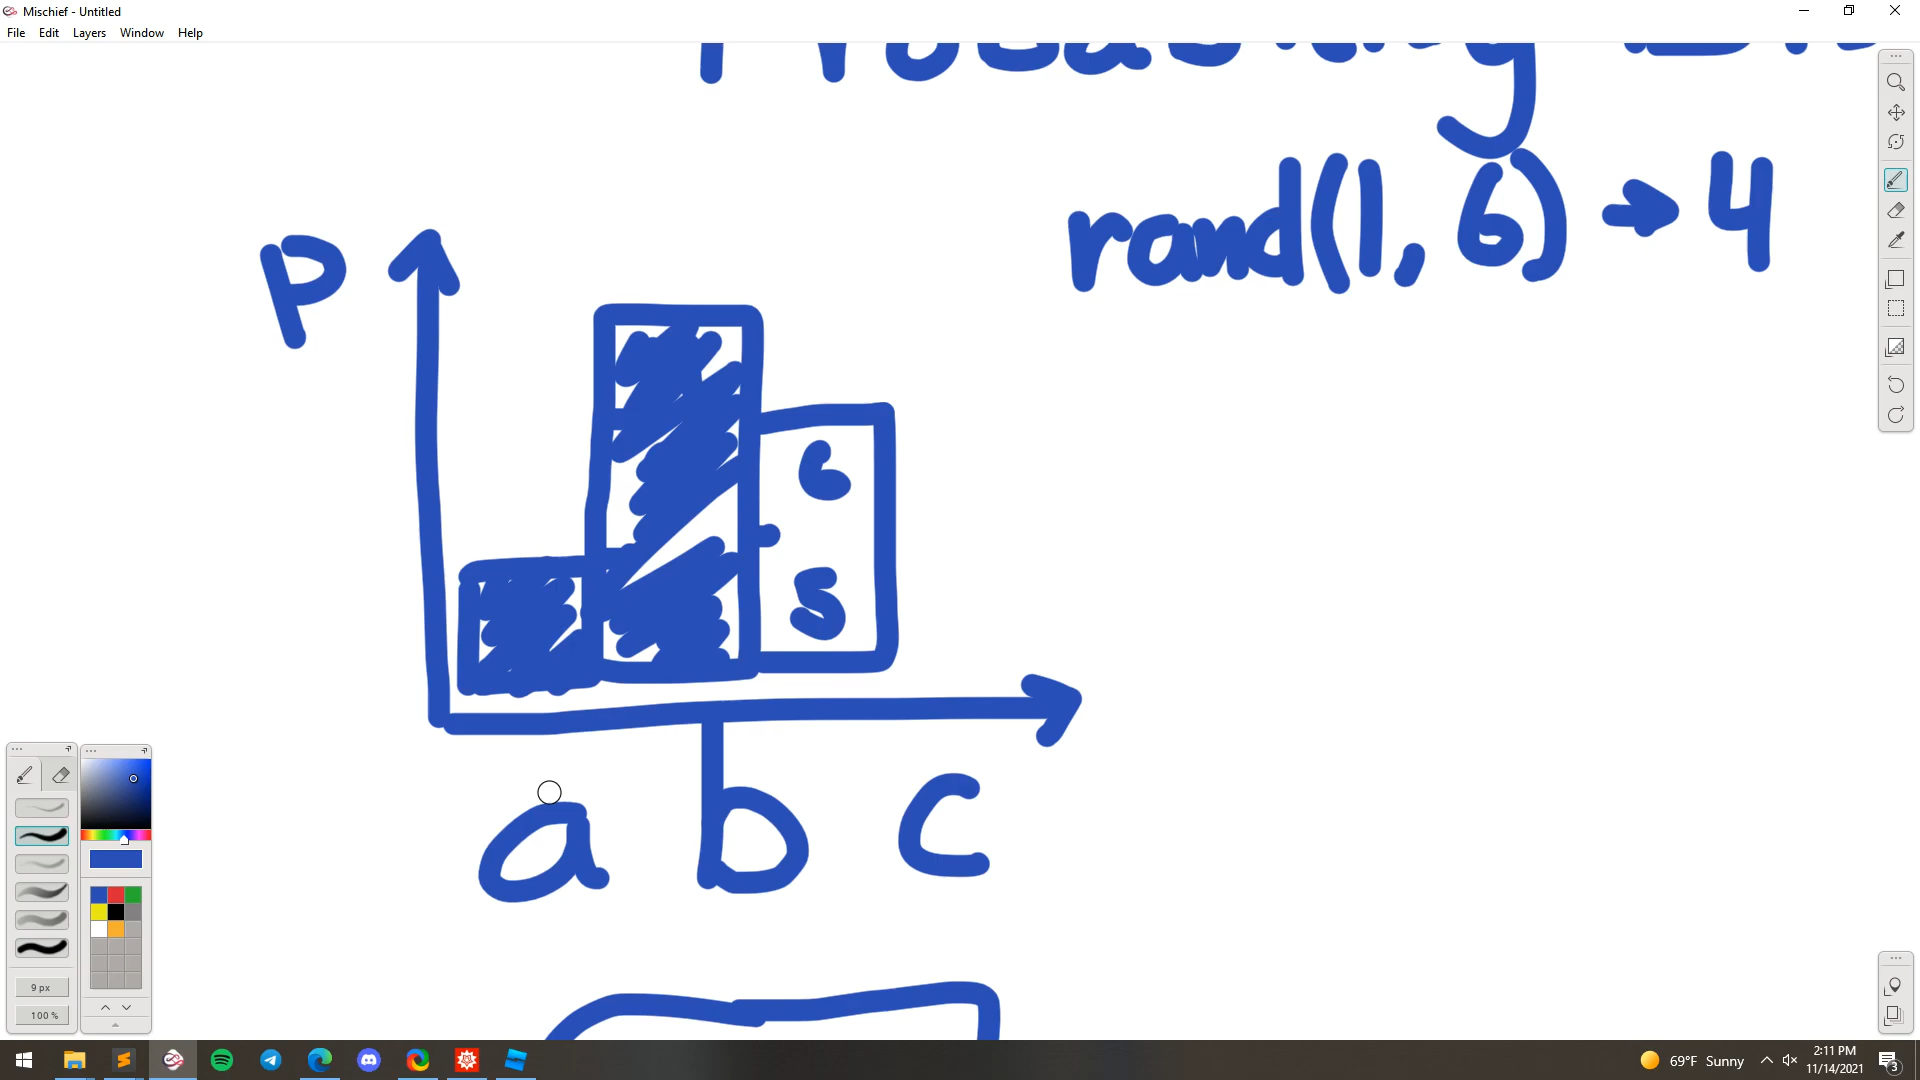 Mischief - Untitled
File Edit Layers Window Help
rand(1, 6) → 4
P
6
5
a b c
9 px
100 %
69°F Sunny
2:11 PM
11/14/2021
3